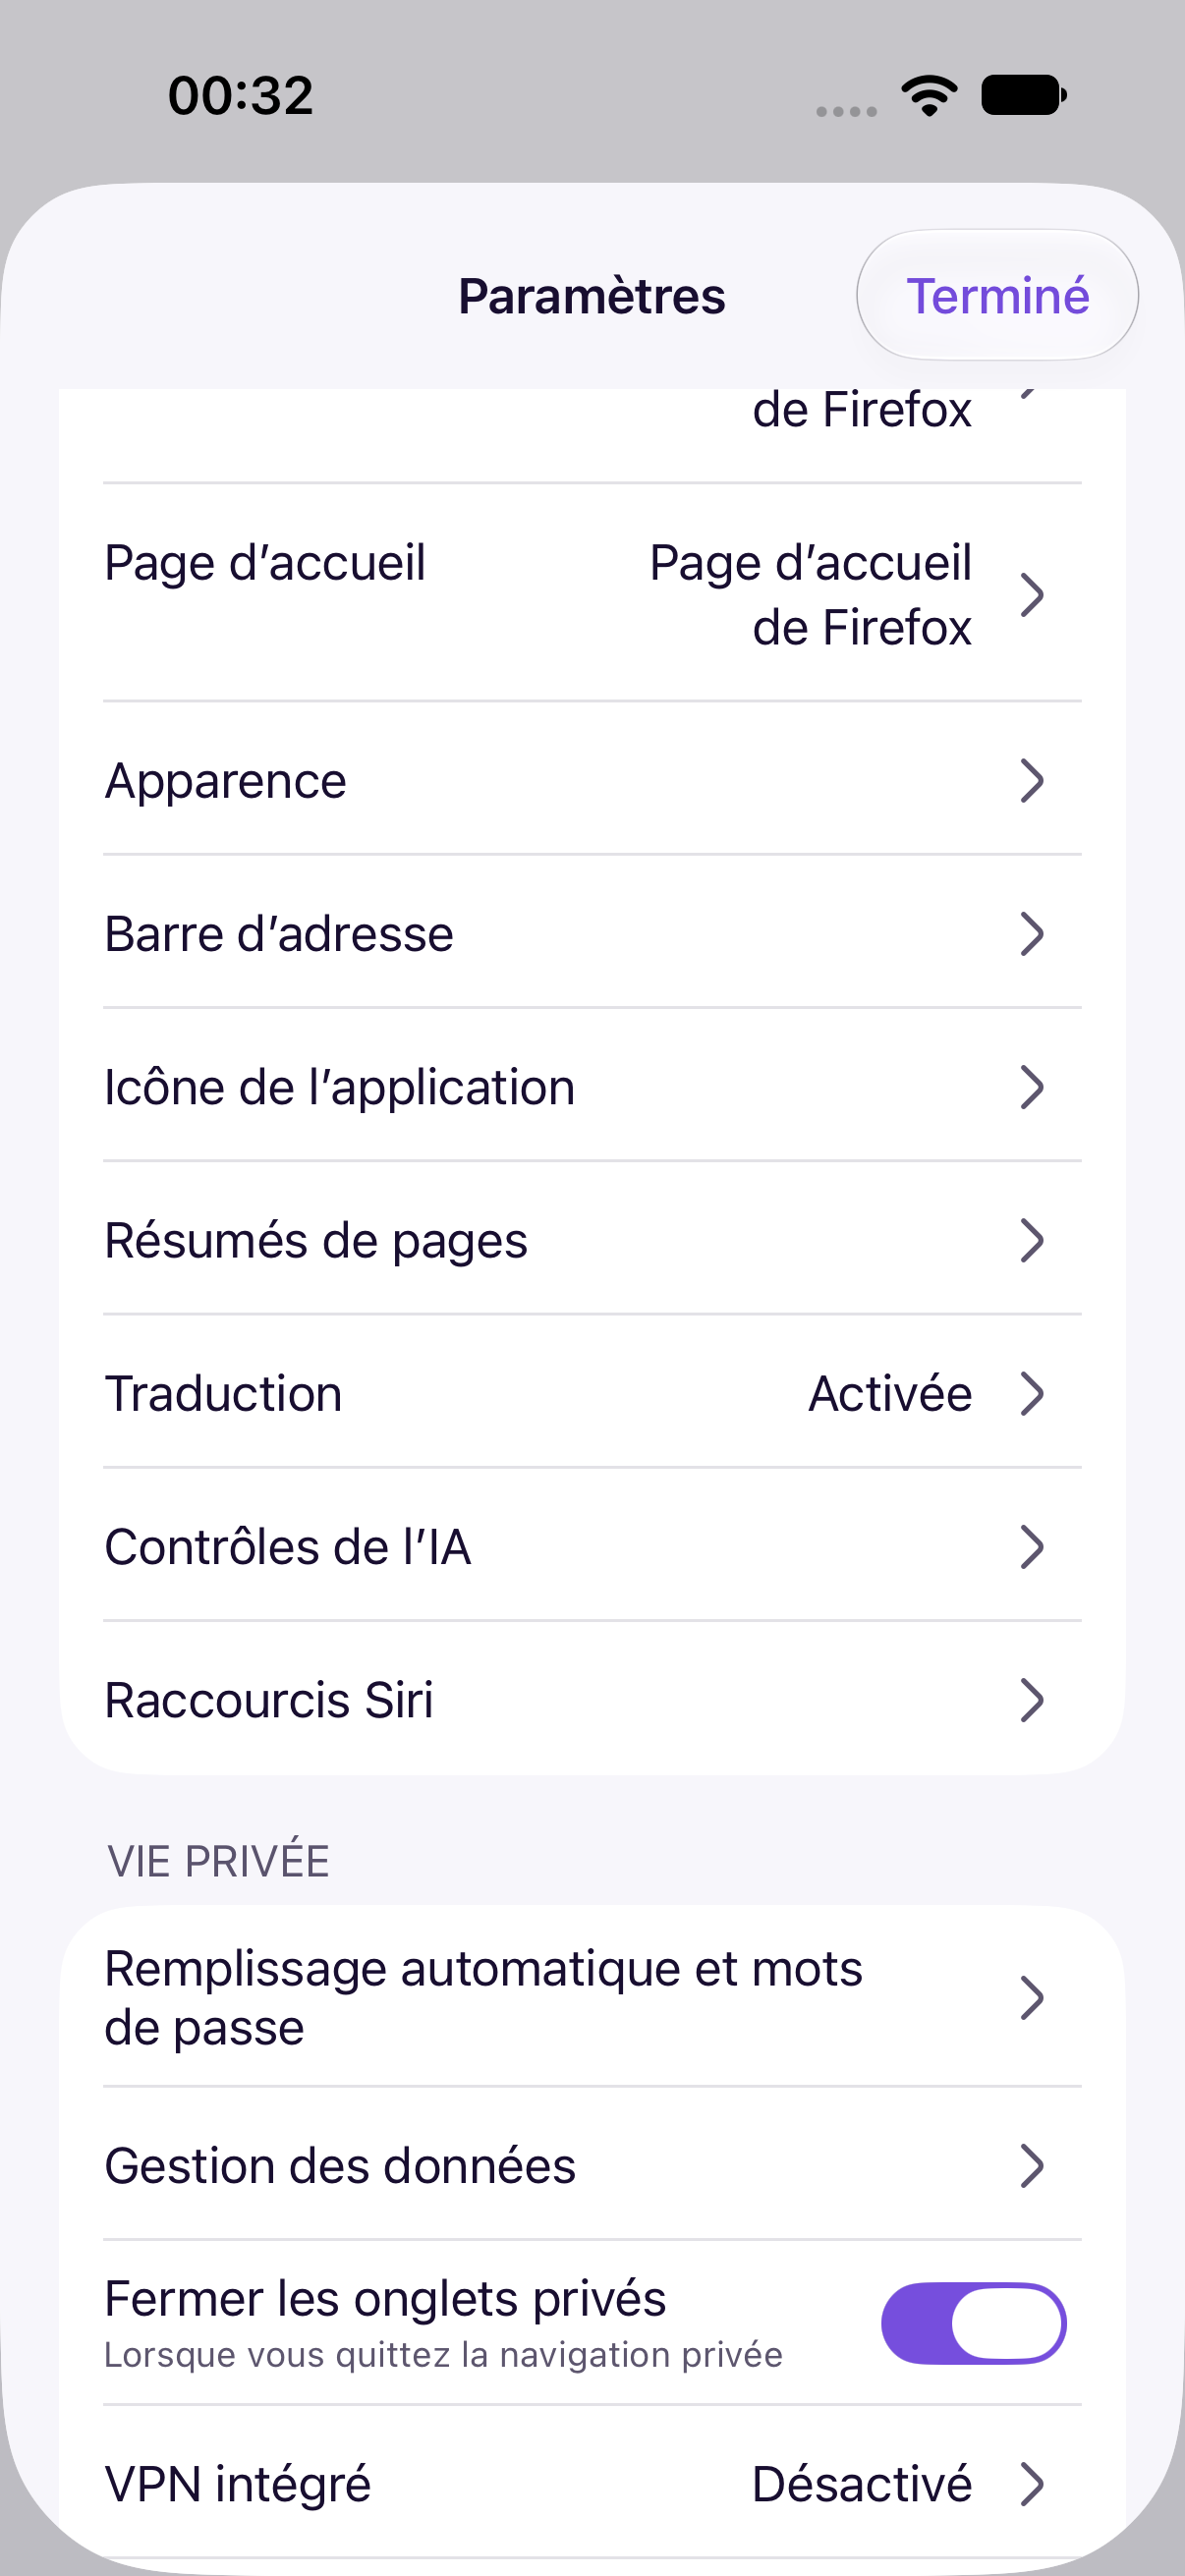 00:32
Paramètres
Terminé
de Firefox
Page d’accueil
Page d’accueil
de Firefox
Apparence
Barre d’adresse
Icône de l’application
Résumés de pages
Traduction
Activée
Contrôles de l’IA
Raccourcis Siri
VIE PRIVÉE
Remplissage automatique et mots
de passe
Gestion des données
Fermer les onglets privés
Lorsque vous quittez la navigation privée
VPN intégré
Désactivé